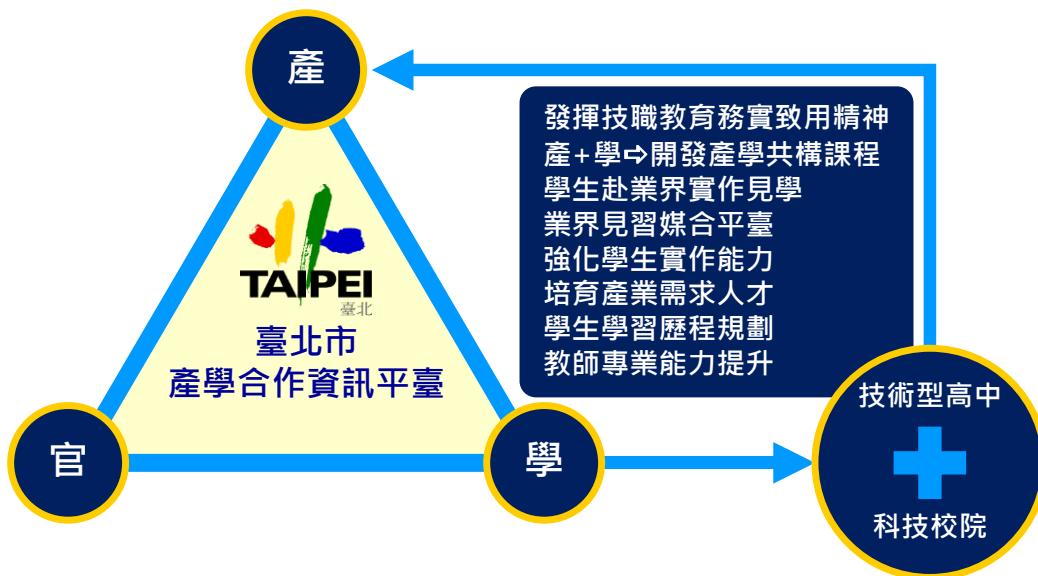 產
發揮技職教育務實致用精神
產+學⇨開發產學共構課程
學生赴業界實作見學
業界見習媒合平臺
強化學生實作能力
培育產業需求人才
學生學習歷程規劃
教師專業能力提升
TAIPEI
臺北
臺北市
產學合作資訊平臺
官
學
技術型高中
科技校院